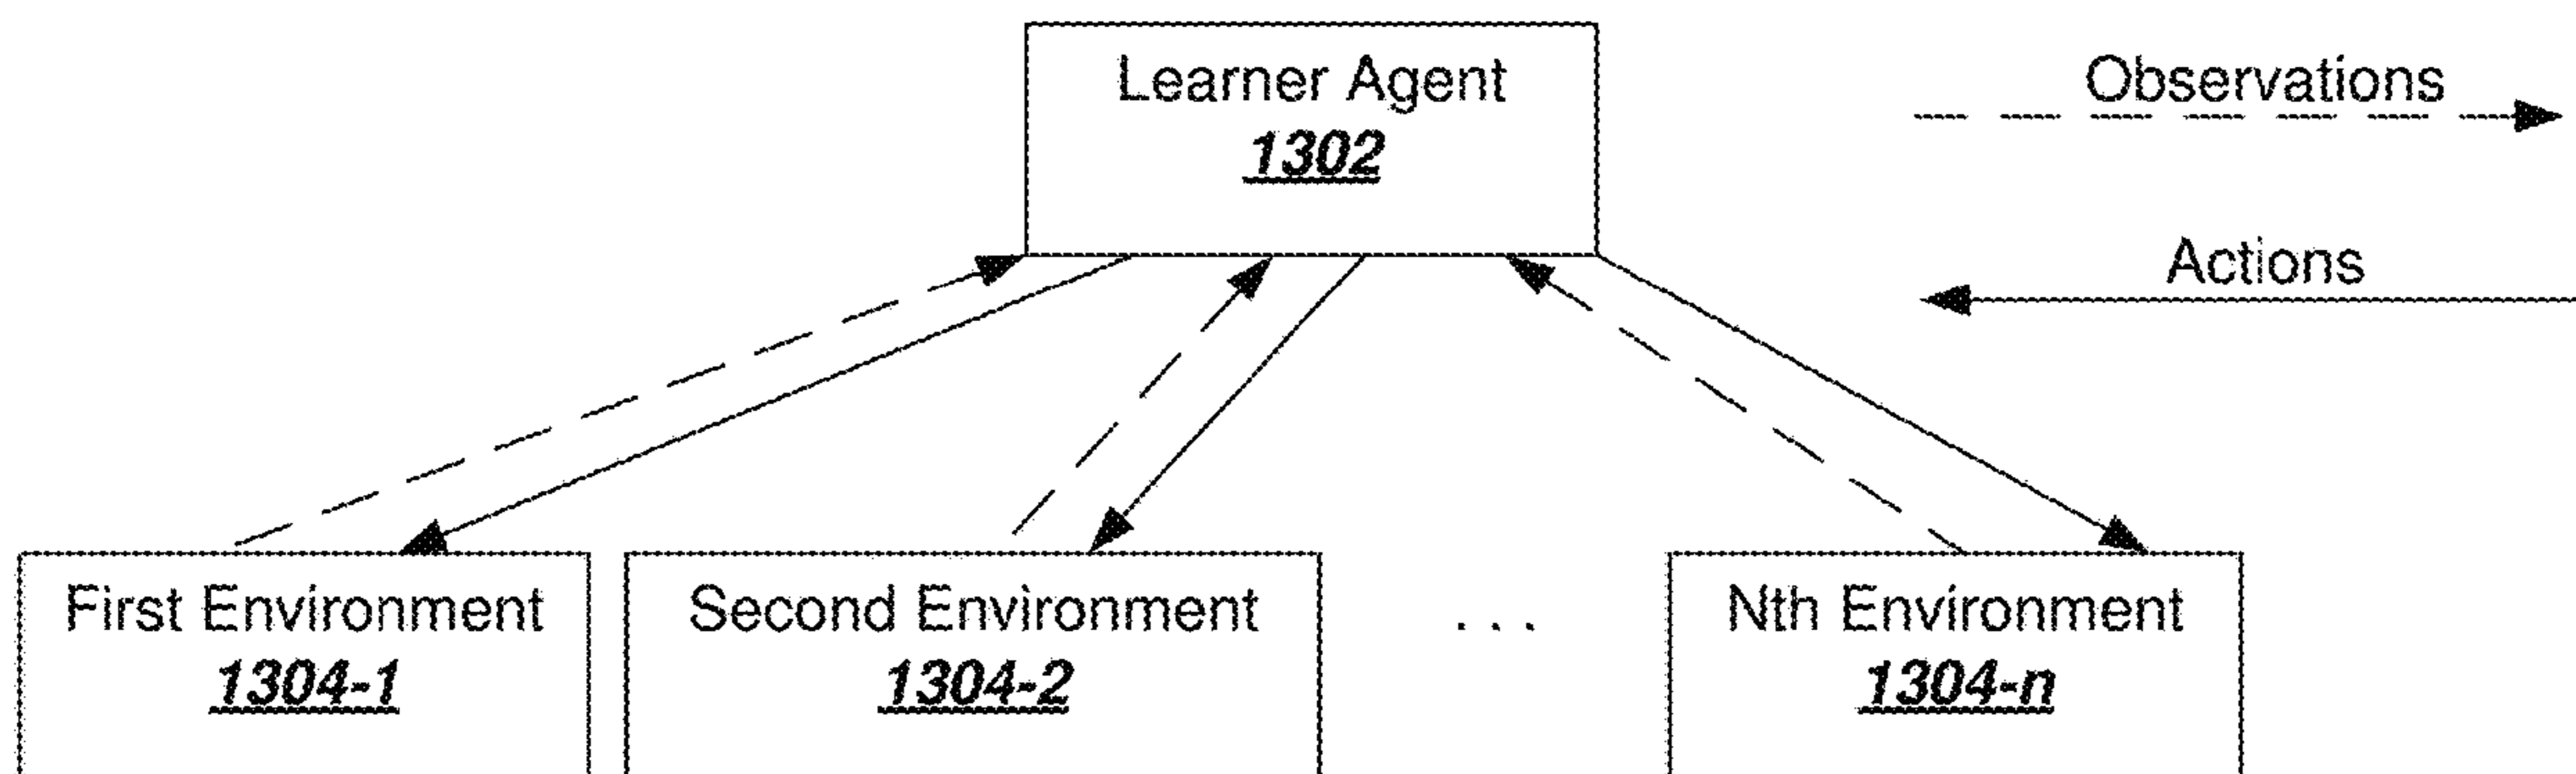 Learner Agent
1302
Observations
Actions
First Environment
1304-1
Second Environment
1304-2
. . .
Nth Environment
1304-n